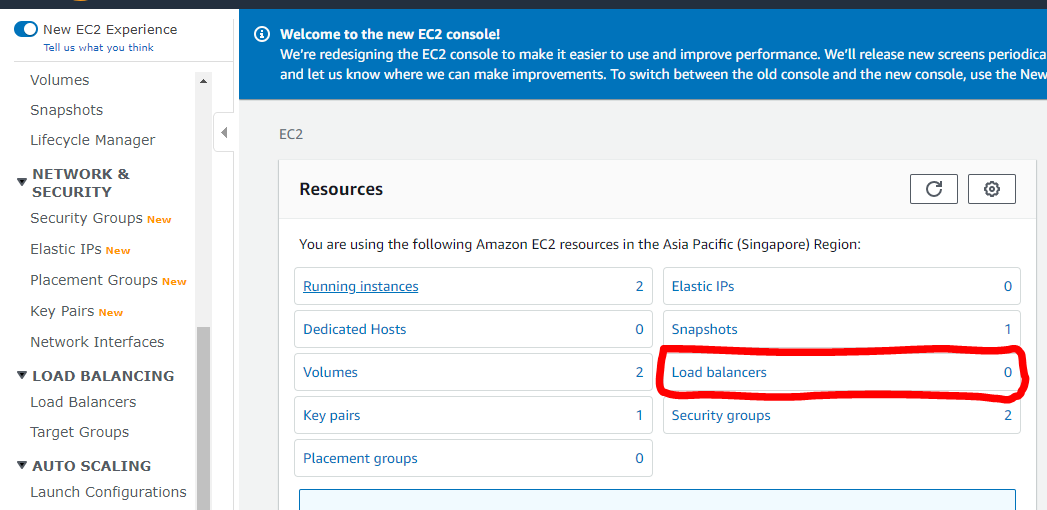 New EC2 Experience
Tell us what you think
Volumes
Snapshots
Lifecycle Manager
NETWORK &
SECURITY
Security Groups New
Elastic IPs New
Placement Groups New
Key Pairs New
Network Interfaces
LOAD BALANCING
Load Balancers
Target Groups
AUTO SCALING
Launch Configurations
Welcome to the new EC2 console!
We're redesigning the EC2 console to make it easier to use and improve performance. We'll release new screens periodica
and let us know where we can make improvements. To switch between the old console and the new console, use the New
EC2
Resources
You are using the following Amazon EC2 resources in the Asia Pacific (Singapore) Region:
Running instances 2
Elastic IPs 0
Dedicated Hosts 0
Snapshots 1
Volumes 2
Load balancers 0
Key pairs 1
Security groups 2
Placement groups 0